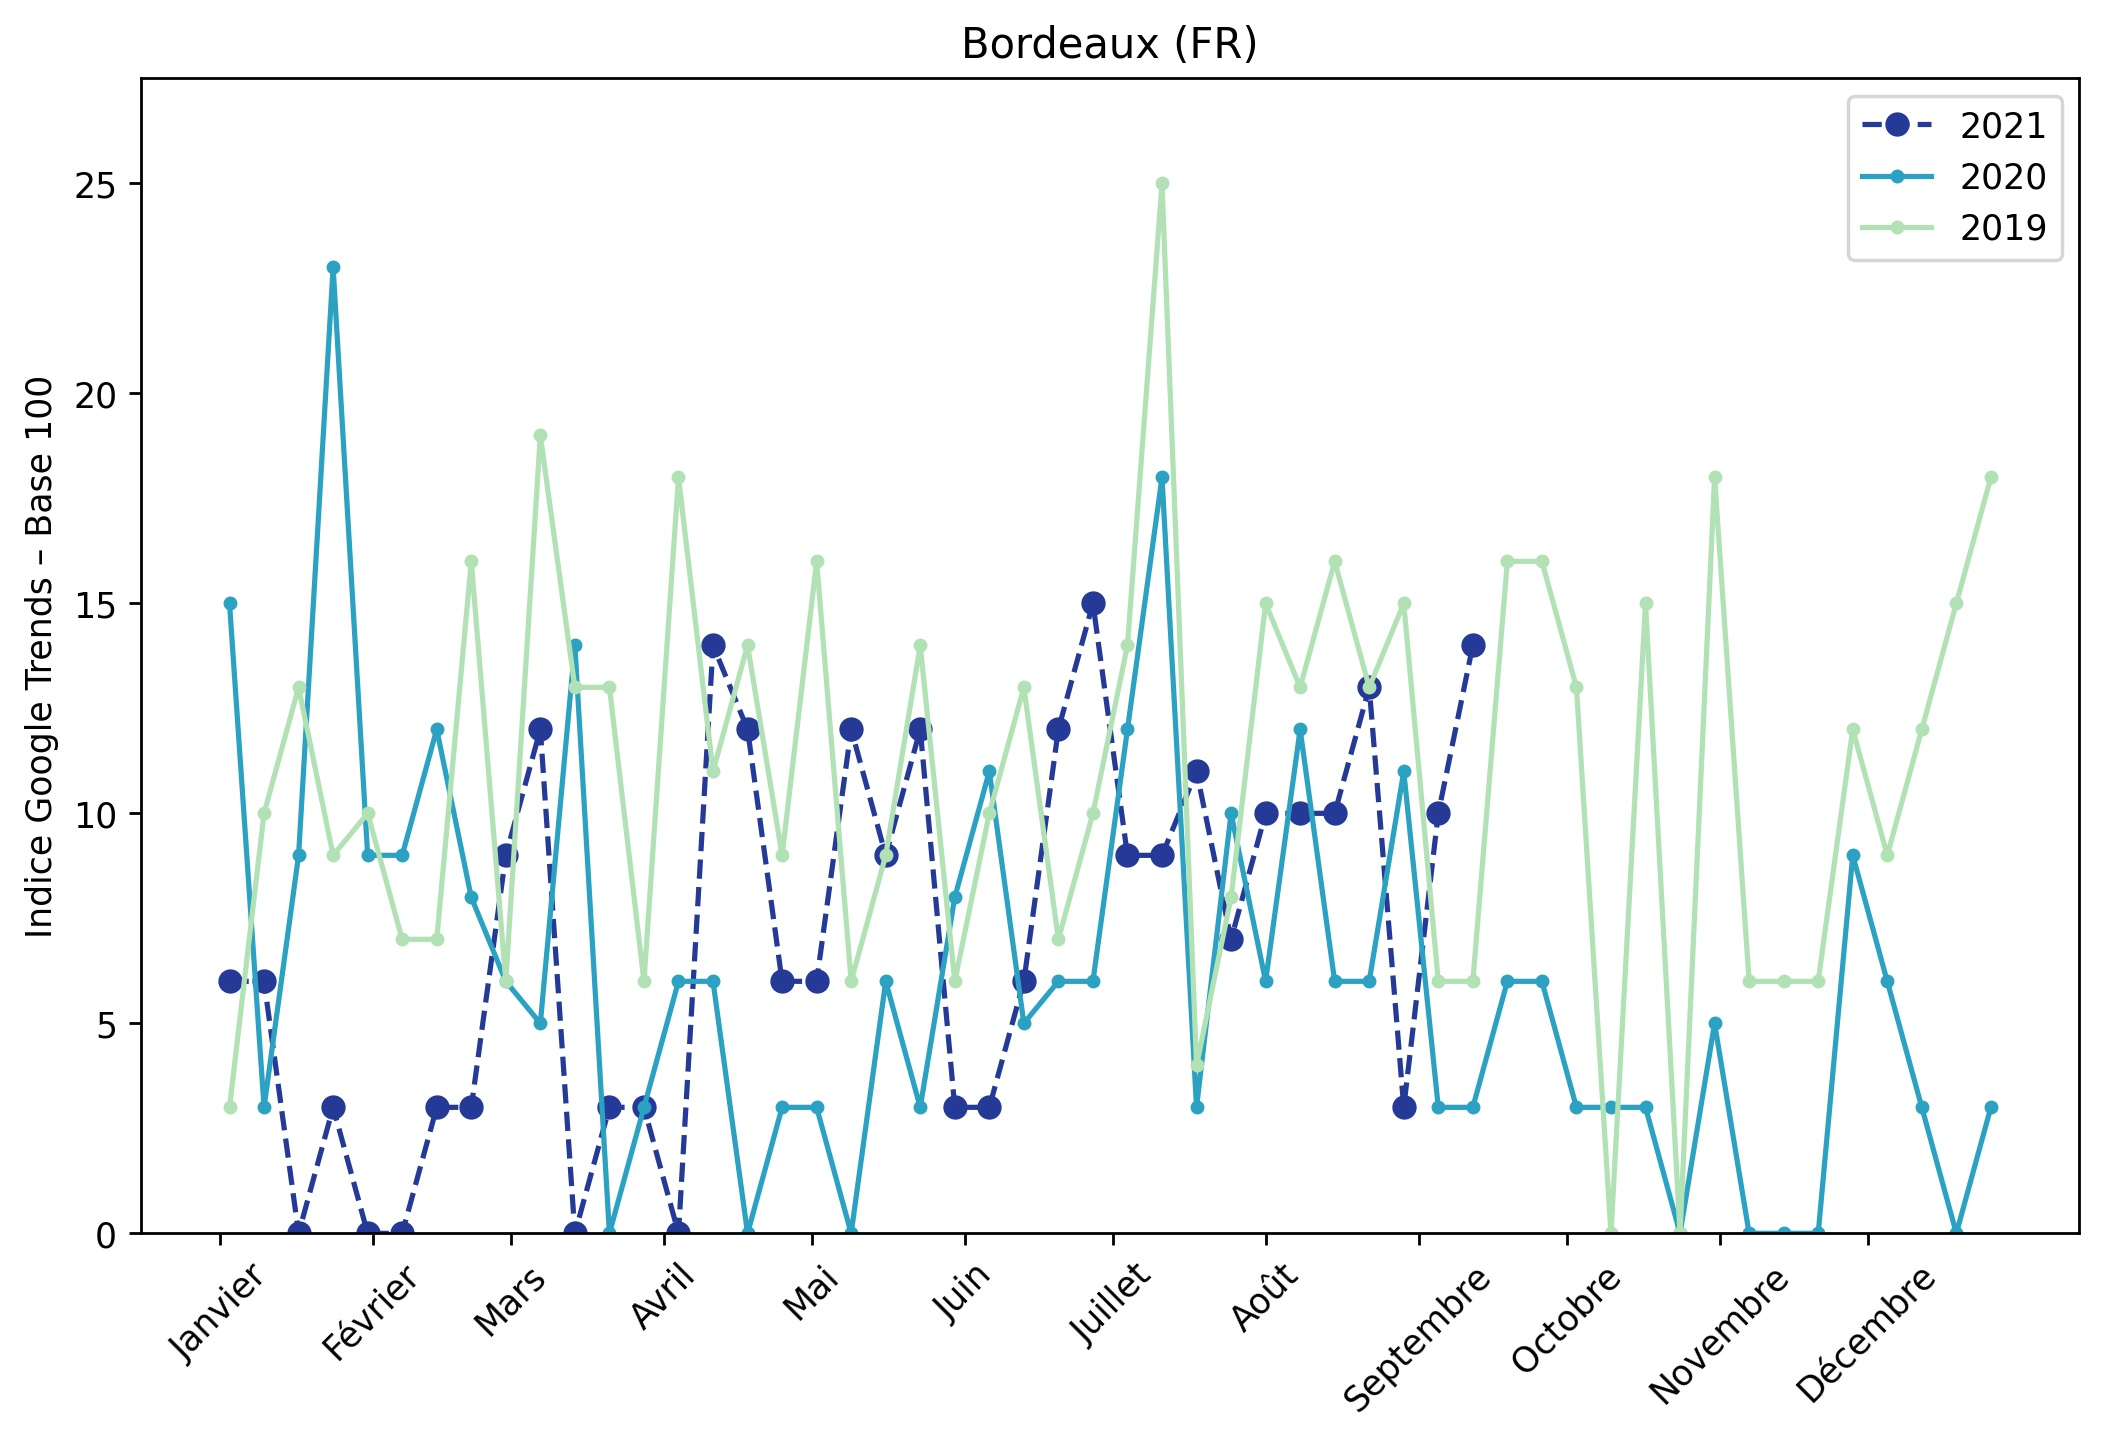 Bordeaux (FR)
2021
2020
2019
Indice Google Trends – Base 100
25
20
15
10
5
0
Janvier
Février
Mars
Avril
Mai
Juin
Juillet
Août
Septembre
Octobre
Novembre
Décembre